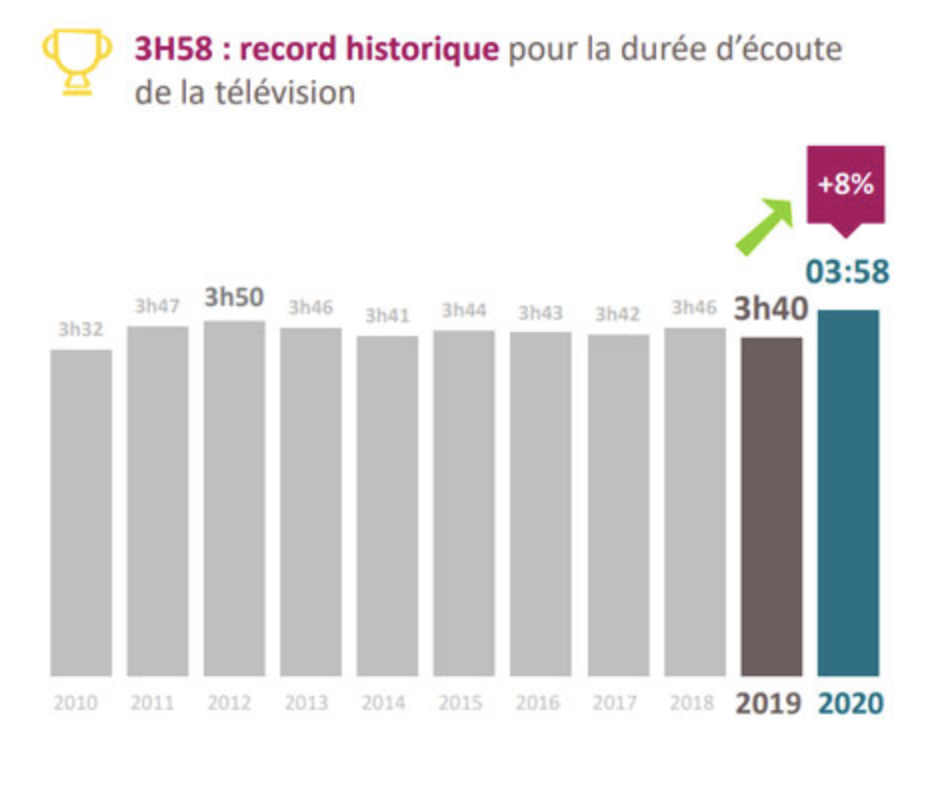 3H58 : record historique pour la durée d'écoute
de la télévision
+8%
3h32
3h47
3h50
3h46
3h41
3h44
3h43
3h42
3h46
3h40
03:58
2010
2011
2012
2013
2014
2015
2016
2017
2018
2019
2020